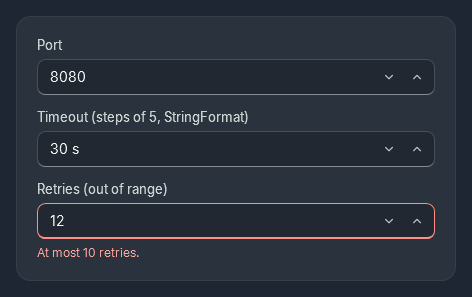 Port
8080
Timeout (steps of 5, StringFormat)
30 s
Retries (out of range)
12
At most 10 retries.